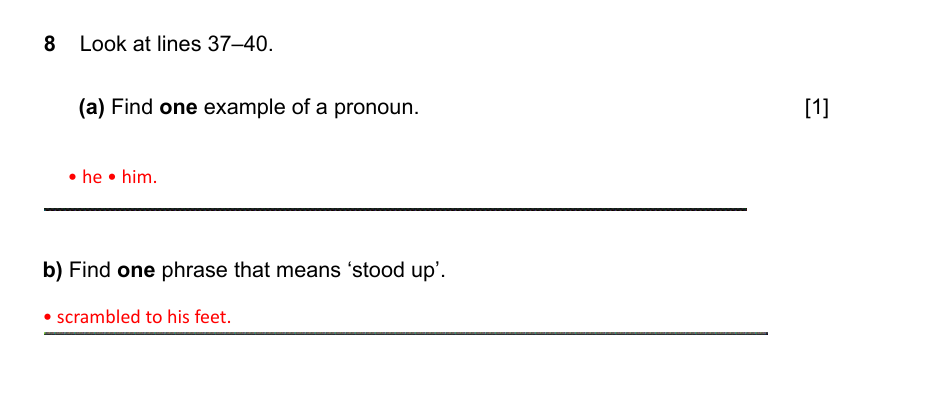 8 Look at lines 37–40.
(a) Find one example of a pronoun. [1]
• he • him.
b) Find one phrase that means ‘stood up’.
• scrambled to his feet.